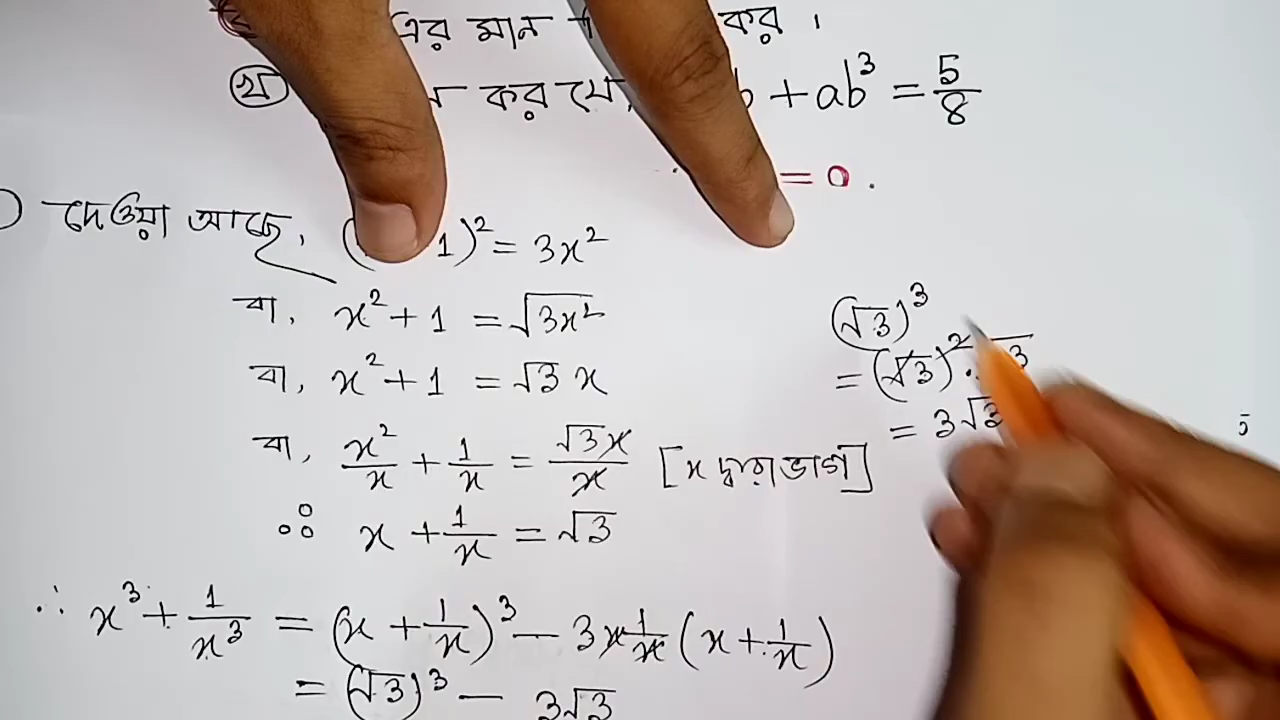 এর মান কর ।
(খ) কর যে, + ab³ = 5/8
= 0 .
দেওয়া আছে, ( 1)² = 3x²
বা, x² + 1 = √3x²
বা, x² + 1 = √3 x
বা, x²/x + 1/x = √3x/x [x দ্বারা ভাগ]
∴ x + 1/x = √3
∴ x³ + 1/x³ = (x + 1/x)³ − 3x·1/x (x + 1/x)
= (√3)³ − 3√3
(√3)³
= (√3)² · √3
= 3√3